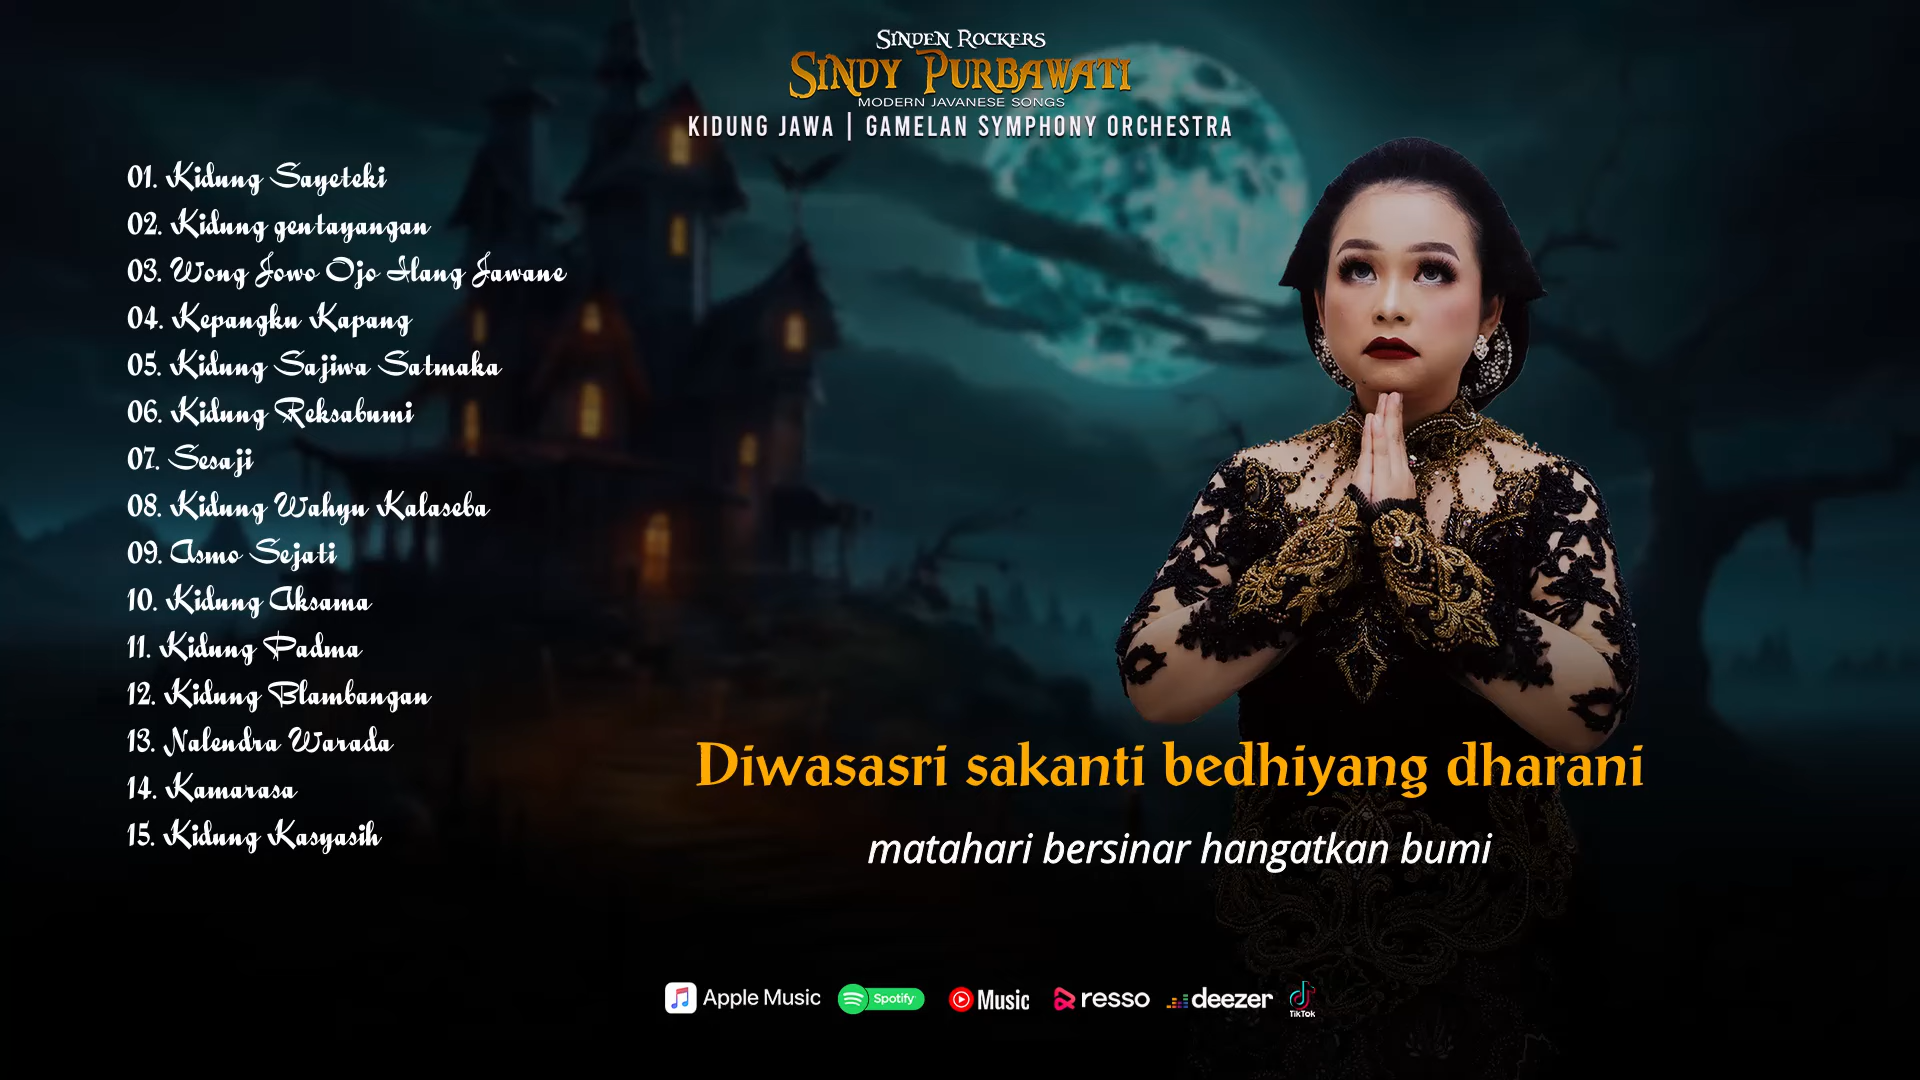 SINDEN ROCKERS
SINDY PURBAWATI
MODERN JAVANESE SONGS
KIDUNG JAWA | GAMELAN SYMPHONY ORCHESTRA
01. Kidung Sayeteki
02. Kidung gentayangan
03. Wong Jowo Ojo Ilang Jawane
04. Kepangku Kapang
05. Kidung Sajiwa Satmaka
06. Kidung Reksabumi
07. Sesaji
08. Kidung Wahyu Kalaseba
09. Asmo Sejati
10. Kidung Aksama
11. Kidung Padma
12. Kidung Blambangan
13. Nalendra Warada
14. Kamarasa
15. Kidung Kasyasih
Diwasasri sakanti bedhiyang dharani
matahari bersinar hangatkan bumi
Apple Music Spotify Music resso deezer TikTok